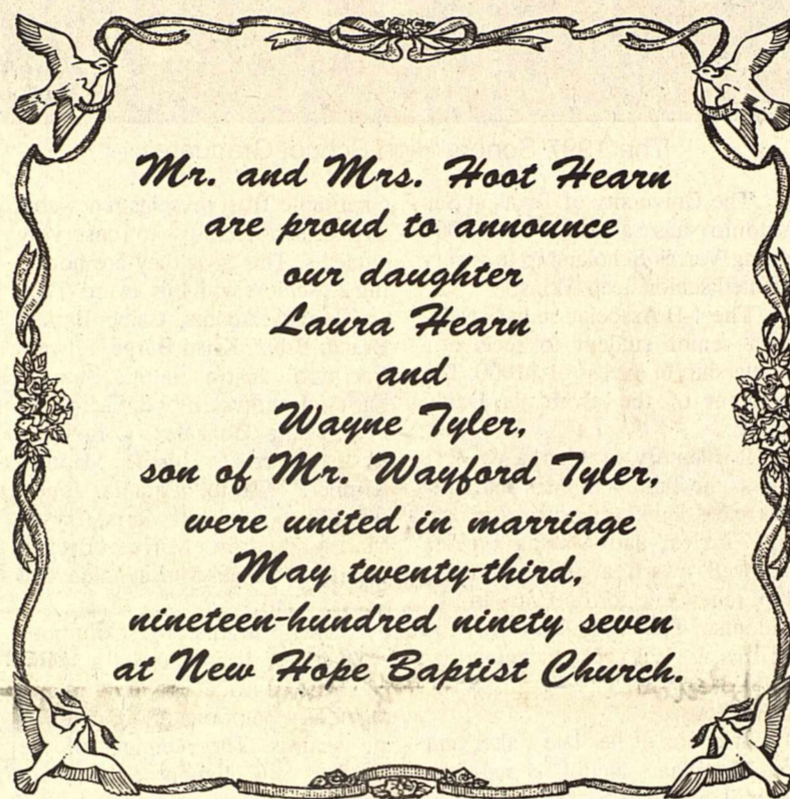 Mr. and Mrs. Hoot Hearn
are proud to announce
our daughter
Laura Hearn
and
Wayne Tyler,
son of Mr. Wayford Tyler,
were united in marriage
May twenty-third,
nineteen-hundred ninety seven
at New Hope Baptist Church.